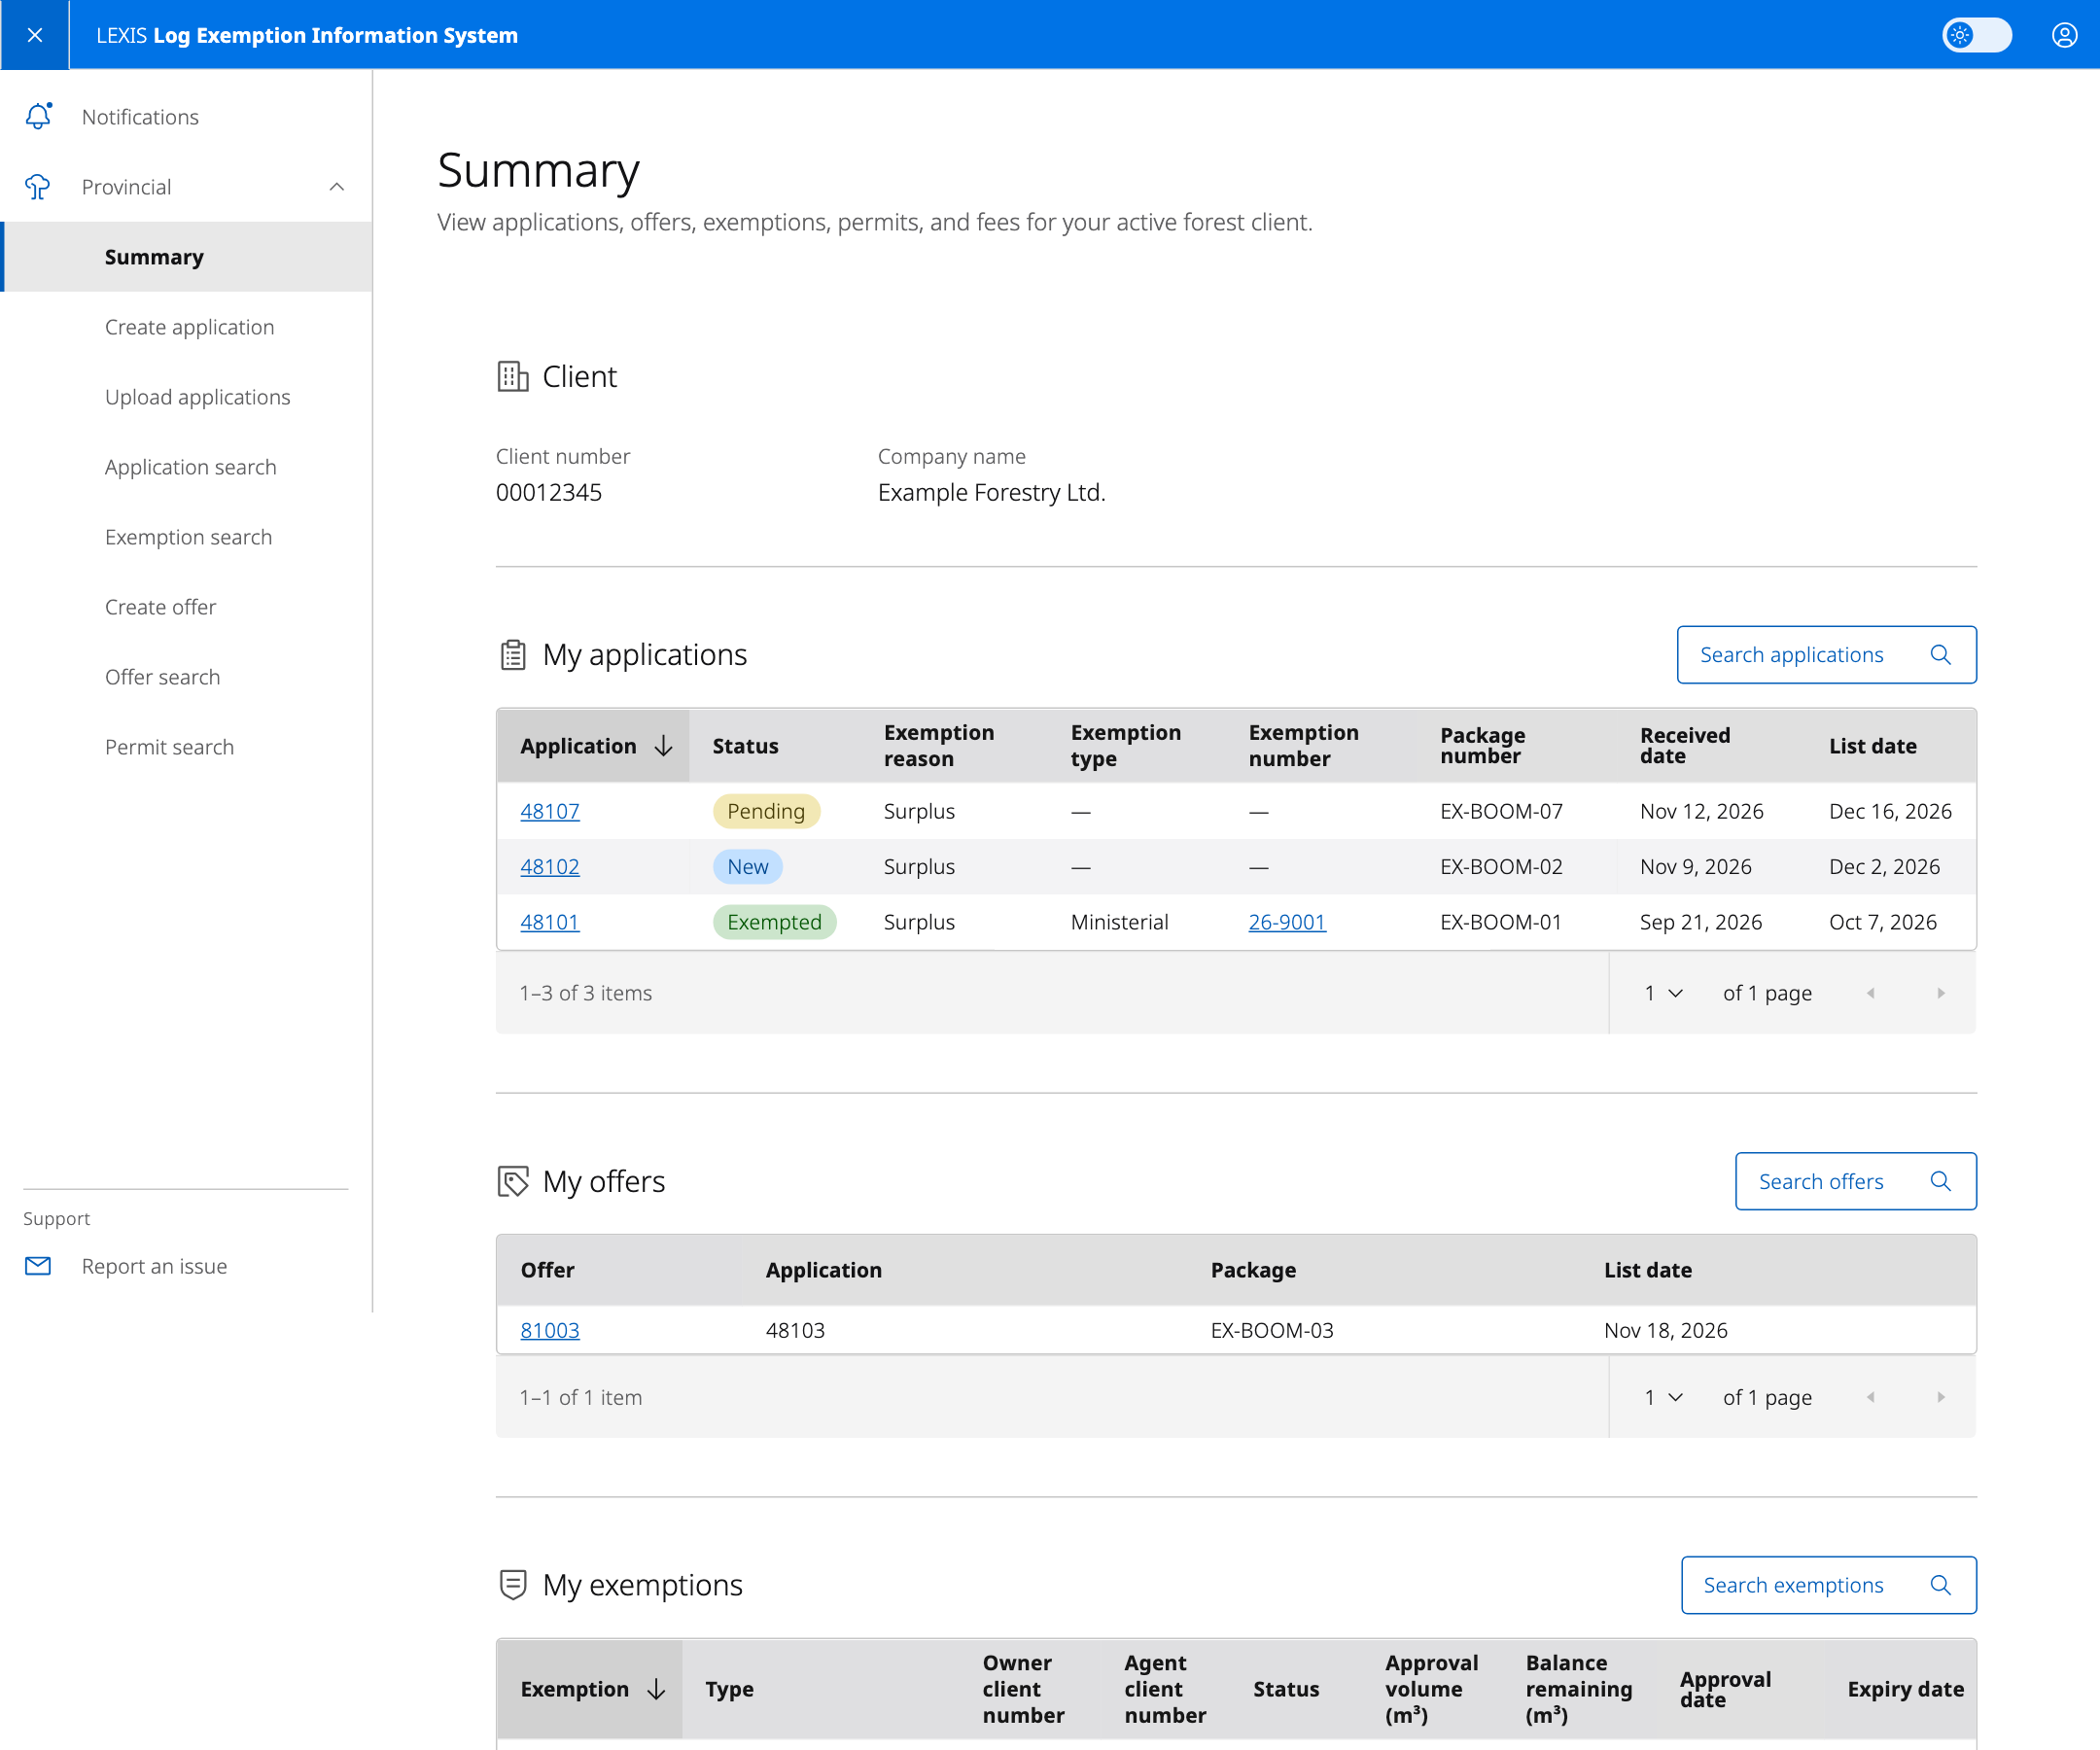 LEXIS Log Exemption Information System
Notifications
Provincial
Summary
Create application
Upload applications
Application search
Exemption search
Create offer
Offer search
Permit search
Support
Report an issue
Summary
View applications, offers, exemptions, permits, and fees for your active forest client.
Client
Client number
00012345
Company name
Example Forestry Ltd.
My applications
Search applications
Application Status Exemption reason Exemption type Exemption number Package number Received date List date
48107 Pending Surplus — — EX-BOOM-07 Nov 12, 2026 Dec 16, 2026
48102 New Surplus — — EX-BOOM-02 Nov 9, 2026 Dec 2, 2026
48101 Exempted Surplus Ministerial 26-9001 EX-BOOM-01 Sep 21, 2026 Oct 7, 2026
1–3 of 3 items 1 of 1 page
My offers
Search offers
Offer Application Package List date
81003 48103 EX-BOOM-03 Nov 18, 2026
1–1 of 1 item 1 of 1 page
My exemptions
Search exemptions
Exemption Type Owner client number Agent client number Status Approval volume (m³) Balance remaining (m³) Approval date Expiry date